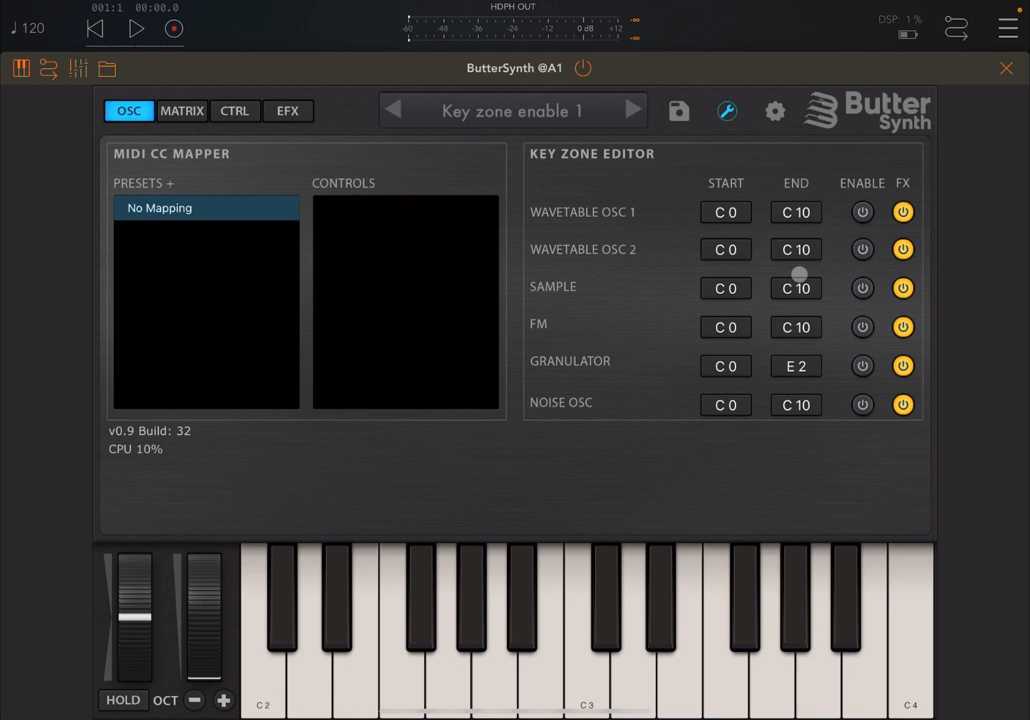 001:1 00:00.0
HDPH OUT
♩120
-60 -48 -36 -24 -12 0 dB +12
-∞
-∞
DSP: 1 %
ButterSynth @A1
OSC MATRIX CTRL EFX
Key zone enable 1
Butter
Synth
MIDI CC MAPPER
PRESETS + CONTROLS
No Mapping
KEY ZONE EDITOR
START END ENABLE FX
WAVETABLE OSC 1 C 0 C 10
WAVETABLE OSC 2 C 0 C 10
SAMPLE C 0 C 10
FM C 0 C 10
GRANULATOR C 0 E 2
NOISE OSC C 0 C 10
v0.9 Build: 32
CPU 10%
HOLD OCT − +
C 2 C 3 C 4